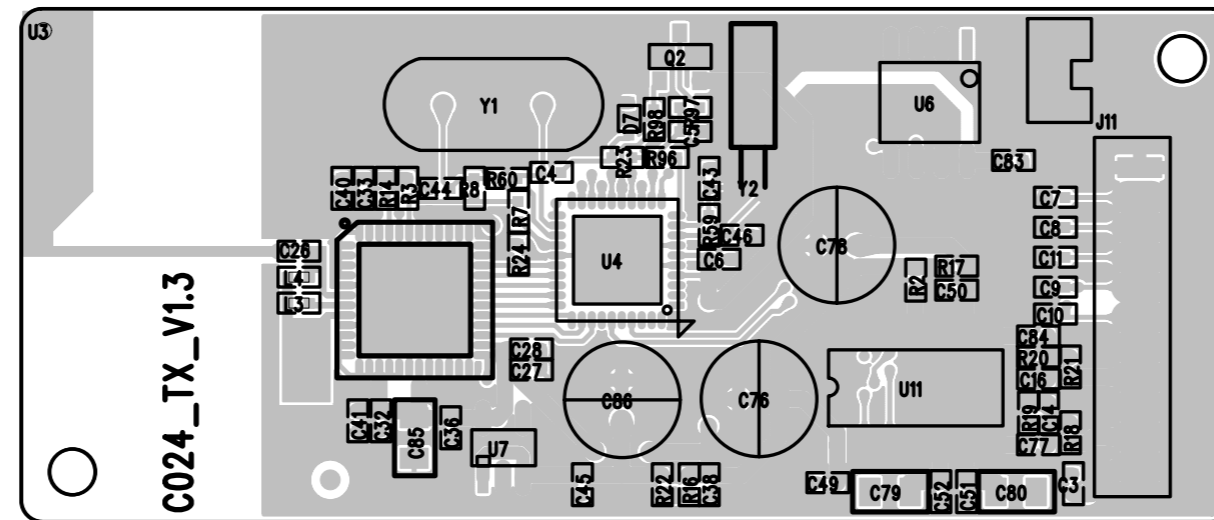 U3
Q2
Y1
D7
R98
R97
C5
U6
J11
R23
R96
C83
C40
C33
R14
R3
C44
R8
R60
C4
C43
Y2
C7
R7
R59
C46
C8
C26
R24
U4
C6
C78
C11
L4
R2
R17
C9
L3
C50
C10
C024_TX_V1.3
C84
C28
R20
R21
C27
C16
C86
C76
U11
C41
C32
C85
C36
R19
C14
R18
U7
C77
C45
R22
R16
C38
C49
C79
C52
C51
C80
C3